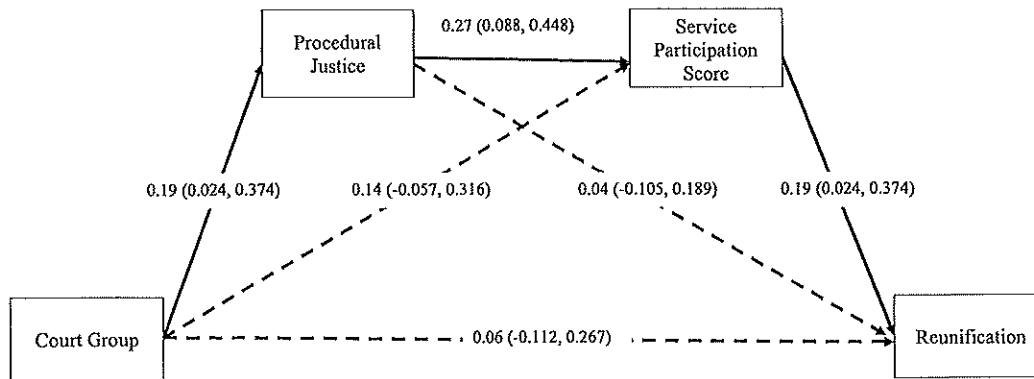 0.27 (0.088, 0.448)
Procedural
Justice
Service
Participation
Score
0.19 (0.024, 0.374)
0.14 (-0.057, 0.316)
0.04 (-0.105, 0.189)
0.19 (0.024, 0.374)
Court Group
0.06 (-0.112, 0.267)
Reunification